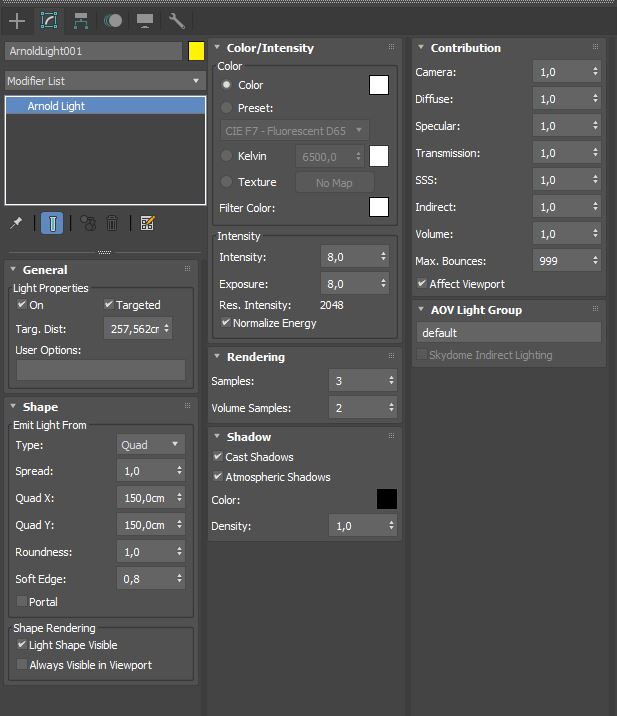 ArnoldLight001
Modifier List
Arnold Light
General
Light Properties
On
Targeted
Targ. Dist: 257,562cr
User Options:
Shape
Emit Light From
Type: Quad
Spread: 1,0
Quad X: 150,0cm
Quad Y: 150,0cm
Roundness: 1,0
Soft Edge: 0,8
Portal
Shape Rendering
Light Shape Visible
Always Visible in Viewport
Color/Intensity
Color
Color
Preset:
CIE F7 - Fluorescent D65
Kelvin 6500,0
Texture No Map
Filter Color:
Intensity
Intensity: 8,0
Exposure: 8,0
Res. Intensity: 2048
Normalize Energy
Rendering
Samples: 3
Volume Samples: 2
Shadow
Cast Shadows
Atmospheric Shadows
Color:
Density: 1,0
Contribution
Camera: 1,0
Diffuse: 1,0
Specular: 1,0
Transmission: 1,0
SSS: 1,0
Indirect: 1,0
Volume: 1,0
Max. Bounces: 999
Affect Viewport
AOV Light Group
default
Skydome Indirect Lighting